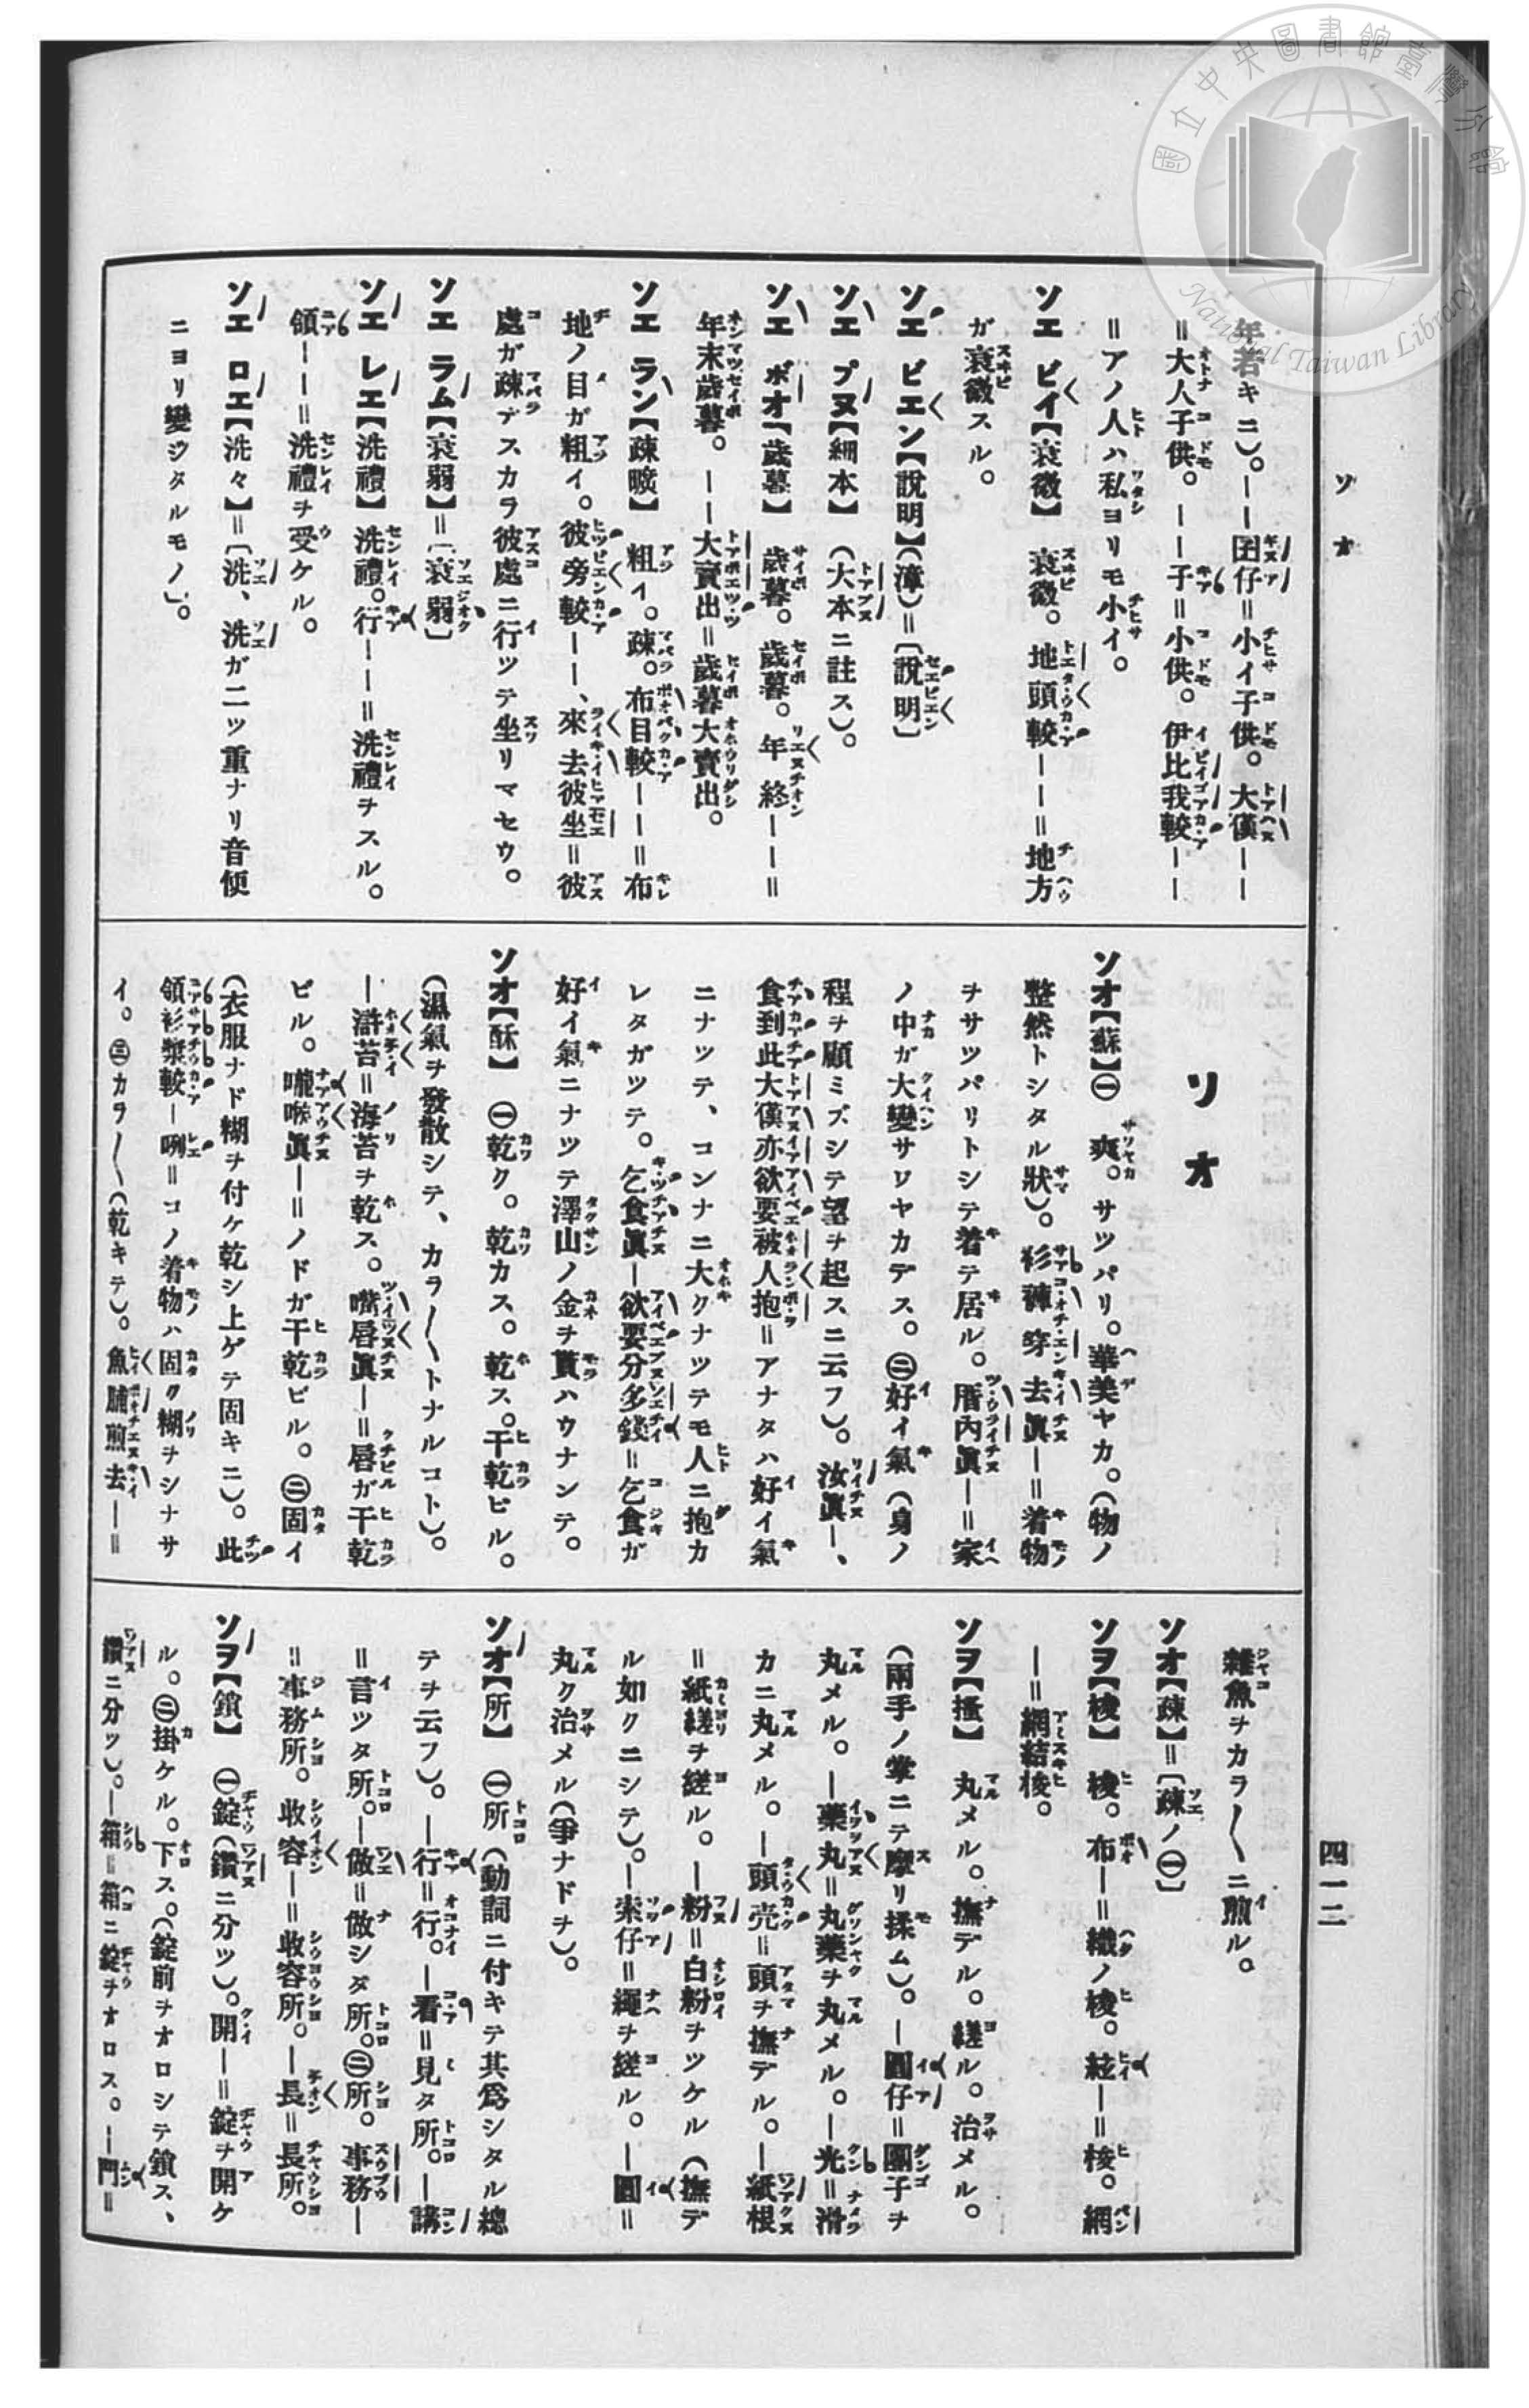 ソオ
四一二
年若キニ)。——囝仔=小イ子供。大漢——
=大人子供。——子=小供。伊比我較——
=アノ人ハ私ヨリモ小イ。
ソエ ビイ【衰微】 衰微。地頭較——=地方
ガ衰微スル。
ソエ ビエン【說明】(漳)=〔說明〕
ソエ プヌ【細本】 (大本ニ註ス)。
ソエ ボオ【歲暮】 歲暮。歲暮。年終——=
年末歲暮。——大賣出=歲暮大賣出。
ソエ ラン【疎曠】 粗イ。疎。布目較——=布
地ノ目ガ粗イ。彼旁較——、來去彼坐=彼
處ガ疎デスカラ彼處ニ行ツテ坐リマセウ。
ソエ ラム【衰弱】=〔衰弱〕
ソエ レエ【洗禮】 洗禮。行——=洗禮ヲスル。
領——=洗禮ヲ受ケル。
ソエ ロエ【洗々】=〔洗、洗ガ二ツ重ナリ音便
ニヨリ變ジタルモノ〕。
ソオ
ソオ【蘇】㊀ 爽。サツパリ。華美ヤカ。(物ノ
整然トシタル狀)。衫褲穿去眞—=着物
ヲサツパリトシテ着テ居ル。厝內眞—=家
ノ中ガ大變サワヤカデス。㊁好イ氣(身ノ
程ヲ顧ミズシテ望ヲ起スニ云フ)。汝眞—、
食到此大漢亦欲要被人抱=アナタハ好イ氣
ニナツテ、コンナニ大クナツテモ人ニ抱カ
レタガツテ。乞食眞—欲要分多錢=乞食ガ
好イ氣ニナツテ澤山ノ金ヲ貰ハウナンテ。
ソオ【酥】 ㊀乾ク。乾カス。乾ス。干乾ビル。
(濕氣ヲ發散シテ、カラ〱トナルコト)。
—滸苔=海苔ヲ乾ス。嘴唇眞—=唇ガ干乾
ビル。嚨喉眞—=ノドガ干乾ビル。㊁固イ
(衣服ナド糊ヲ付ケ乾シ上ゲテ固キニ)。此
領衫漿較—咧=コノ着物ハ固ク糊ヲシナサ
イ。㊂カラ〱(乾キテ)。魚脯煎去—=
雜魚ヲカラ〱ニ煎ル。
ソオ【疎】=〔疎ノ㊀〕
ソヲ【梭】 梭。布—=織ノ梭。絃—=梭。網
—=網結梭。
ソヲ【搔】 丸メル。撫デル。縒ル。治メル。
(兩手ノ掌ニテ摩リ揉ム)。—圓仔=團子ヲ
丸メル。—藥丸=丸藥ヲ丸メル。—光=滑
カニ丸メル。—頭壳=頭ヲ撫デル。—紙根
=紙縒ヲ縒ル。—粉=白粉ヲツケル(撫デ
ル如クニシテ)。—索仔=繩ヲ縒ル。—圓=
丸ク治メル(爭ナドヲ)。
ソオ【所】 ㊀所(動詞ニ付キテ其爲シタル總
テヲ云フ)。—行=行。—看=見タ所。—講
=言ツタ所。—做=做シダ所。㊁所。事務—
=事務所。收容—=收容所。—長=長所。
ソヲ【鎖】 ㊀錠(鑽ニ分ツ)。開—=錠ヲ開ケ
ル。㊁掛ケル。下ス。(錠前ヲオロシテ鎖ス、
鑽ニ分ツ)。—箱=箱ニ錠ヲオロス。—門=
國立中央圖書館臺灣分館
National Taiwan Library